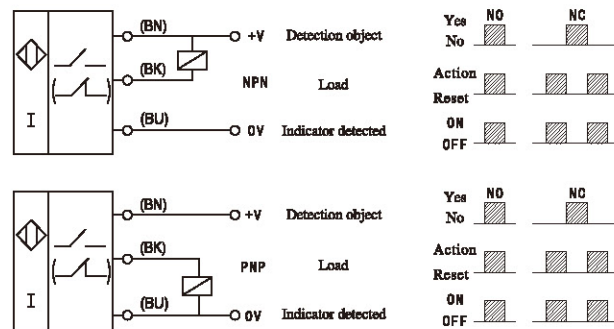 (BN) +V Detection object Yes No NO NC
(BK) NPN Load Action Reset
I (BU) 0V Indicator detected ON OFF
(BN) +V Detection object Yes No NO NC
(BK) PNP Load Action Reset
I (BU) 0V Indicator detected ON OFF